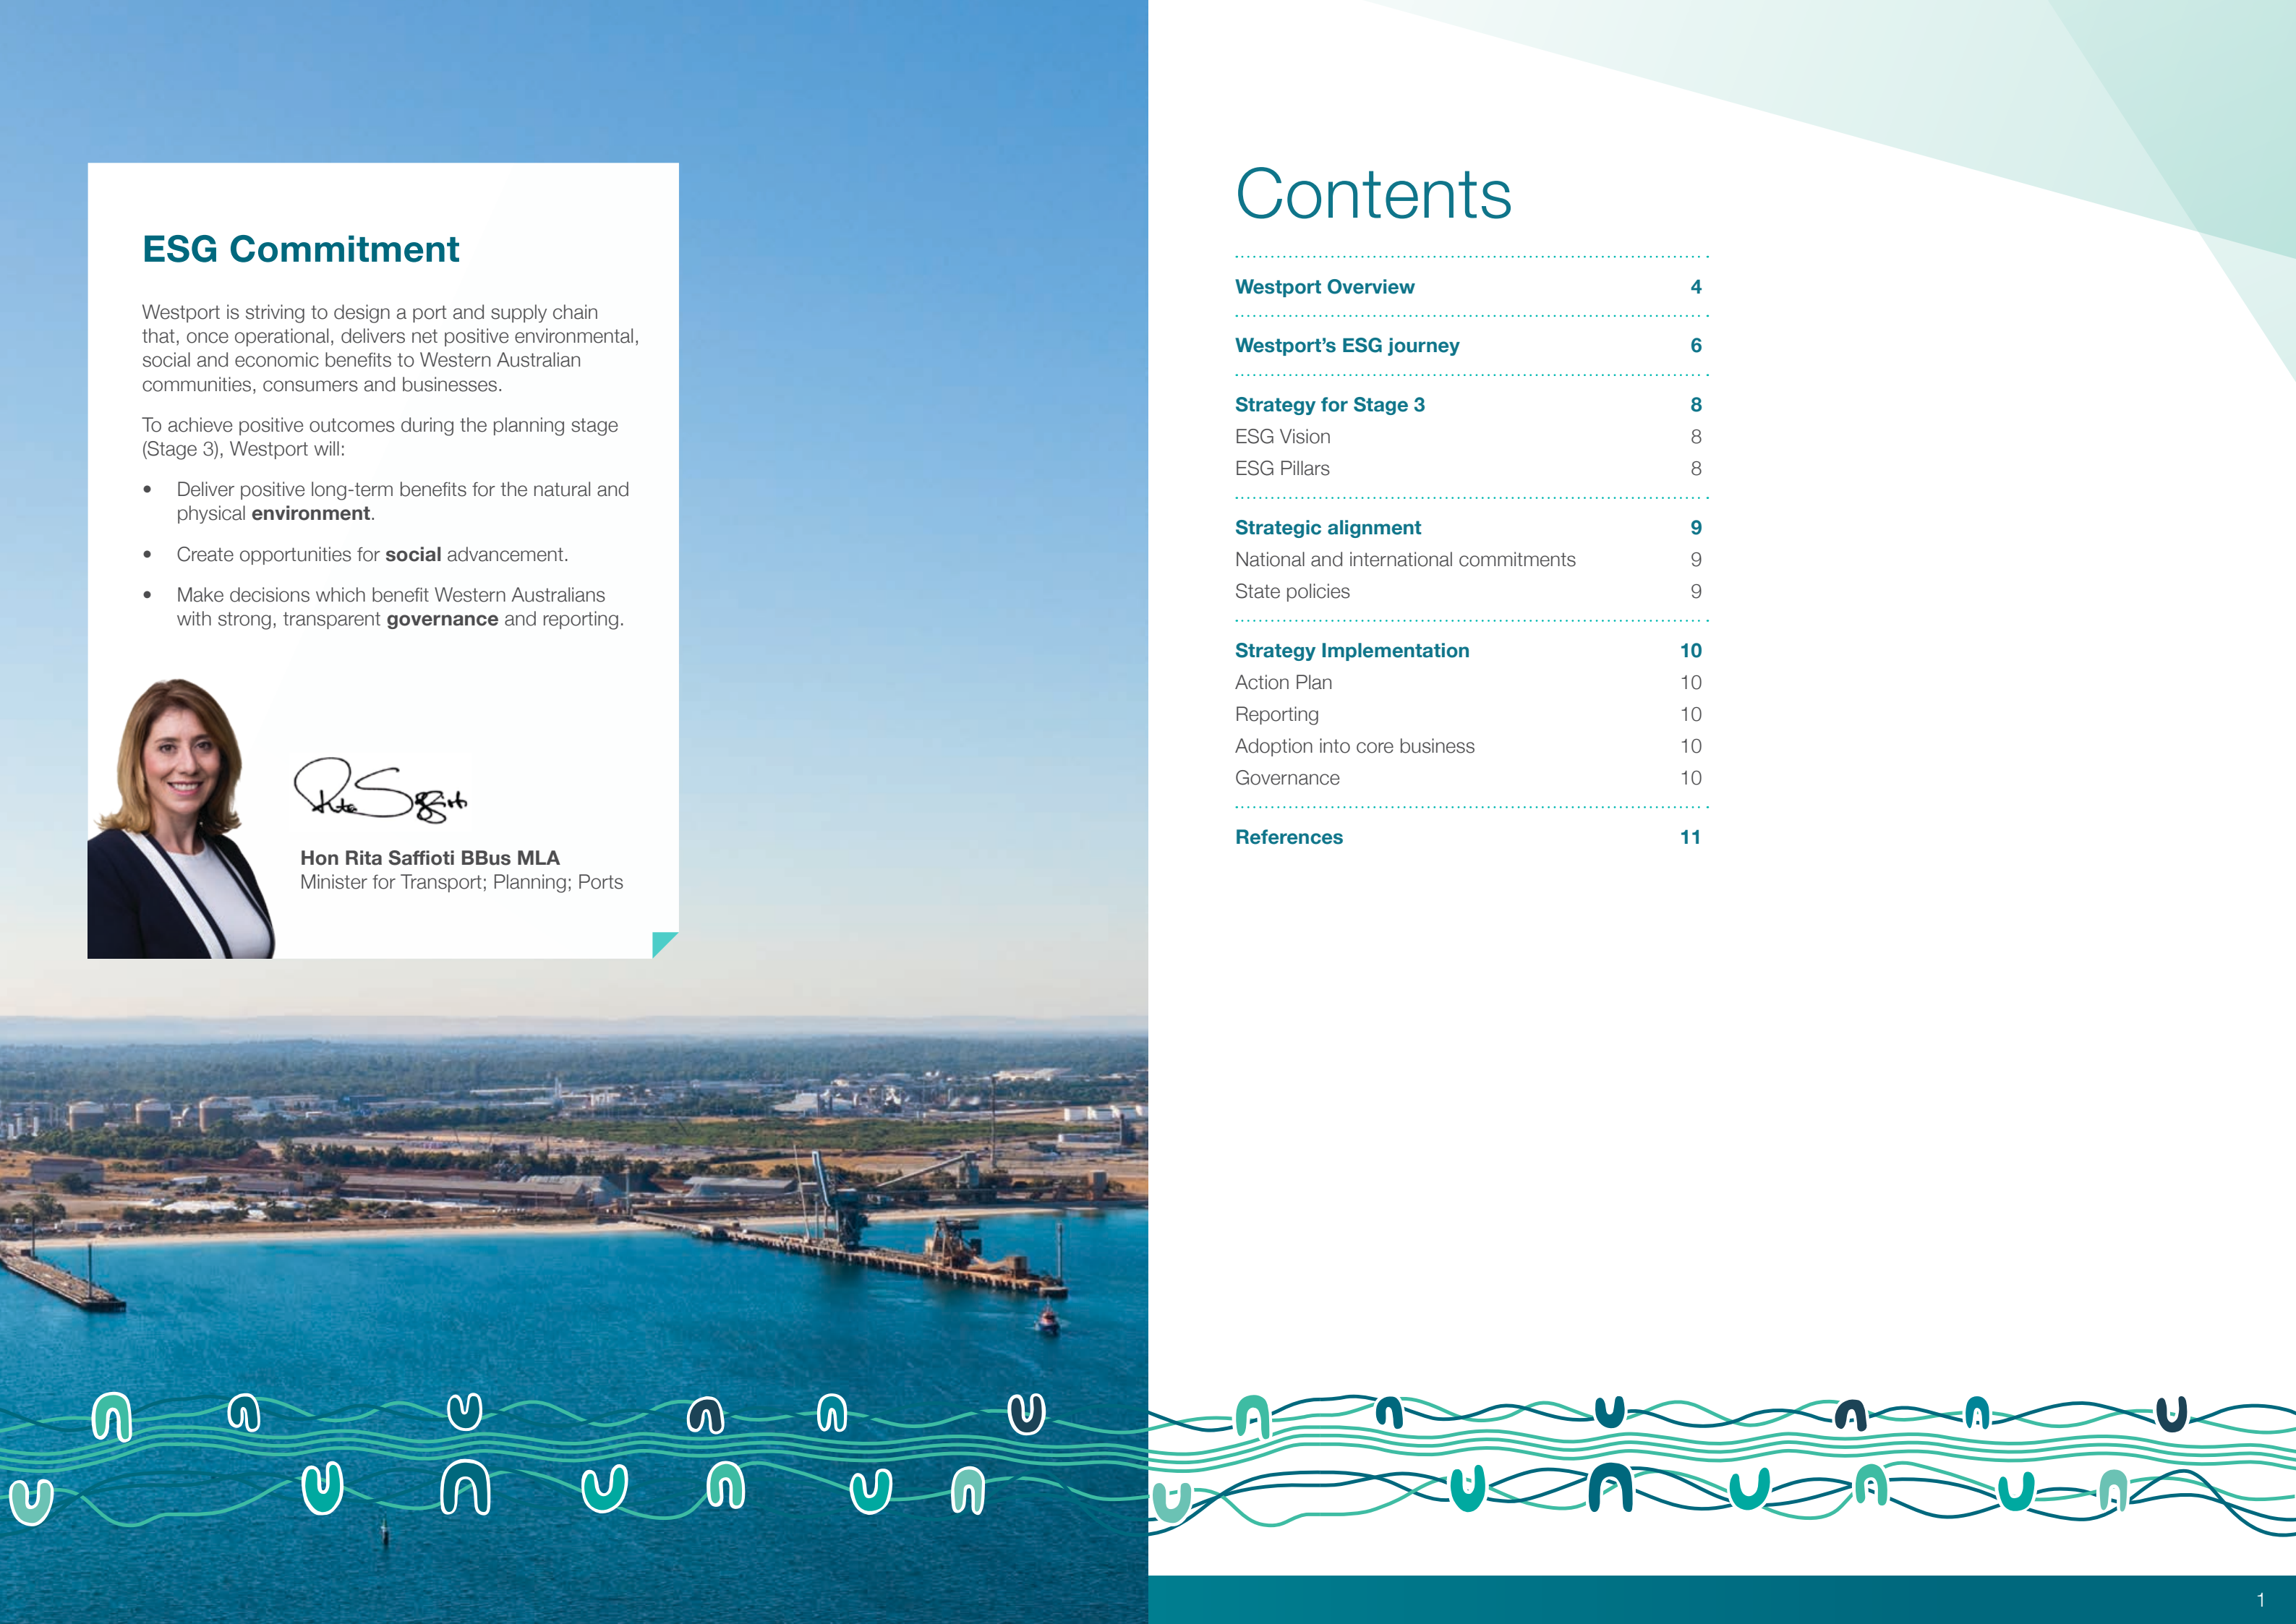 ESG Commitment
Westport is striving to design a port and supply chain
that, once operational, delivers net positive environmental,
social and economic benefits to Western Australian
communities, consumers and businesses.
To achieve positive outcomes during the planning stage
(Stage 3), Westport will:
• Deliver positive long-term benefits for the natural and
physical environment.
• Create opportunities for social advancement.
• Make decisions which benefit Western Australians
with strong, transparent governance and reporting.
Rita Saffioti
Hon Rita Saffioti BBus MLA
Minister for Transport; Planning; Ports
Contents
Westport Overview 4
Westport’s ESG journey 6
Strategy for Stage 3 8
ESG Vision 8
ESG Pillars 8
Strategic alignment 9
National and international commitments 9
State policies 9
Strategy Implementation 10
Action Plan 10
Reporting 10
Adoption into core business 10
Governance 10
References 11
1